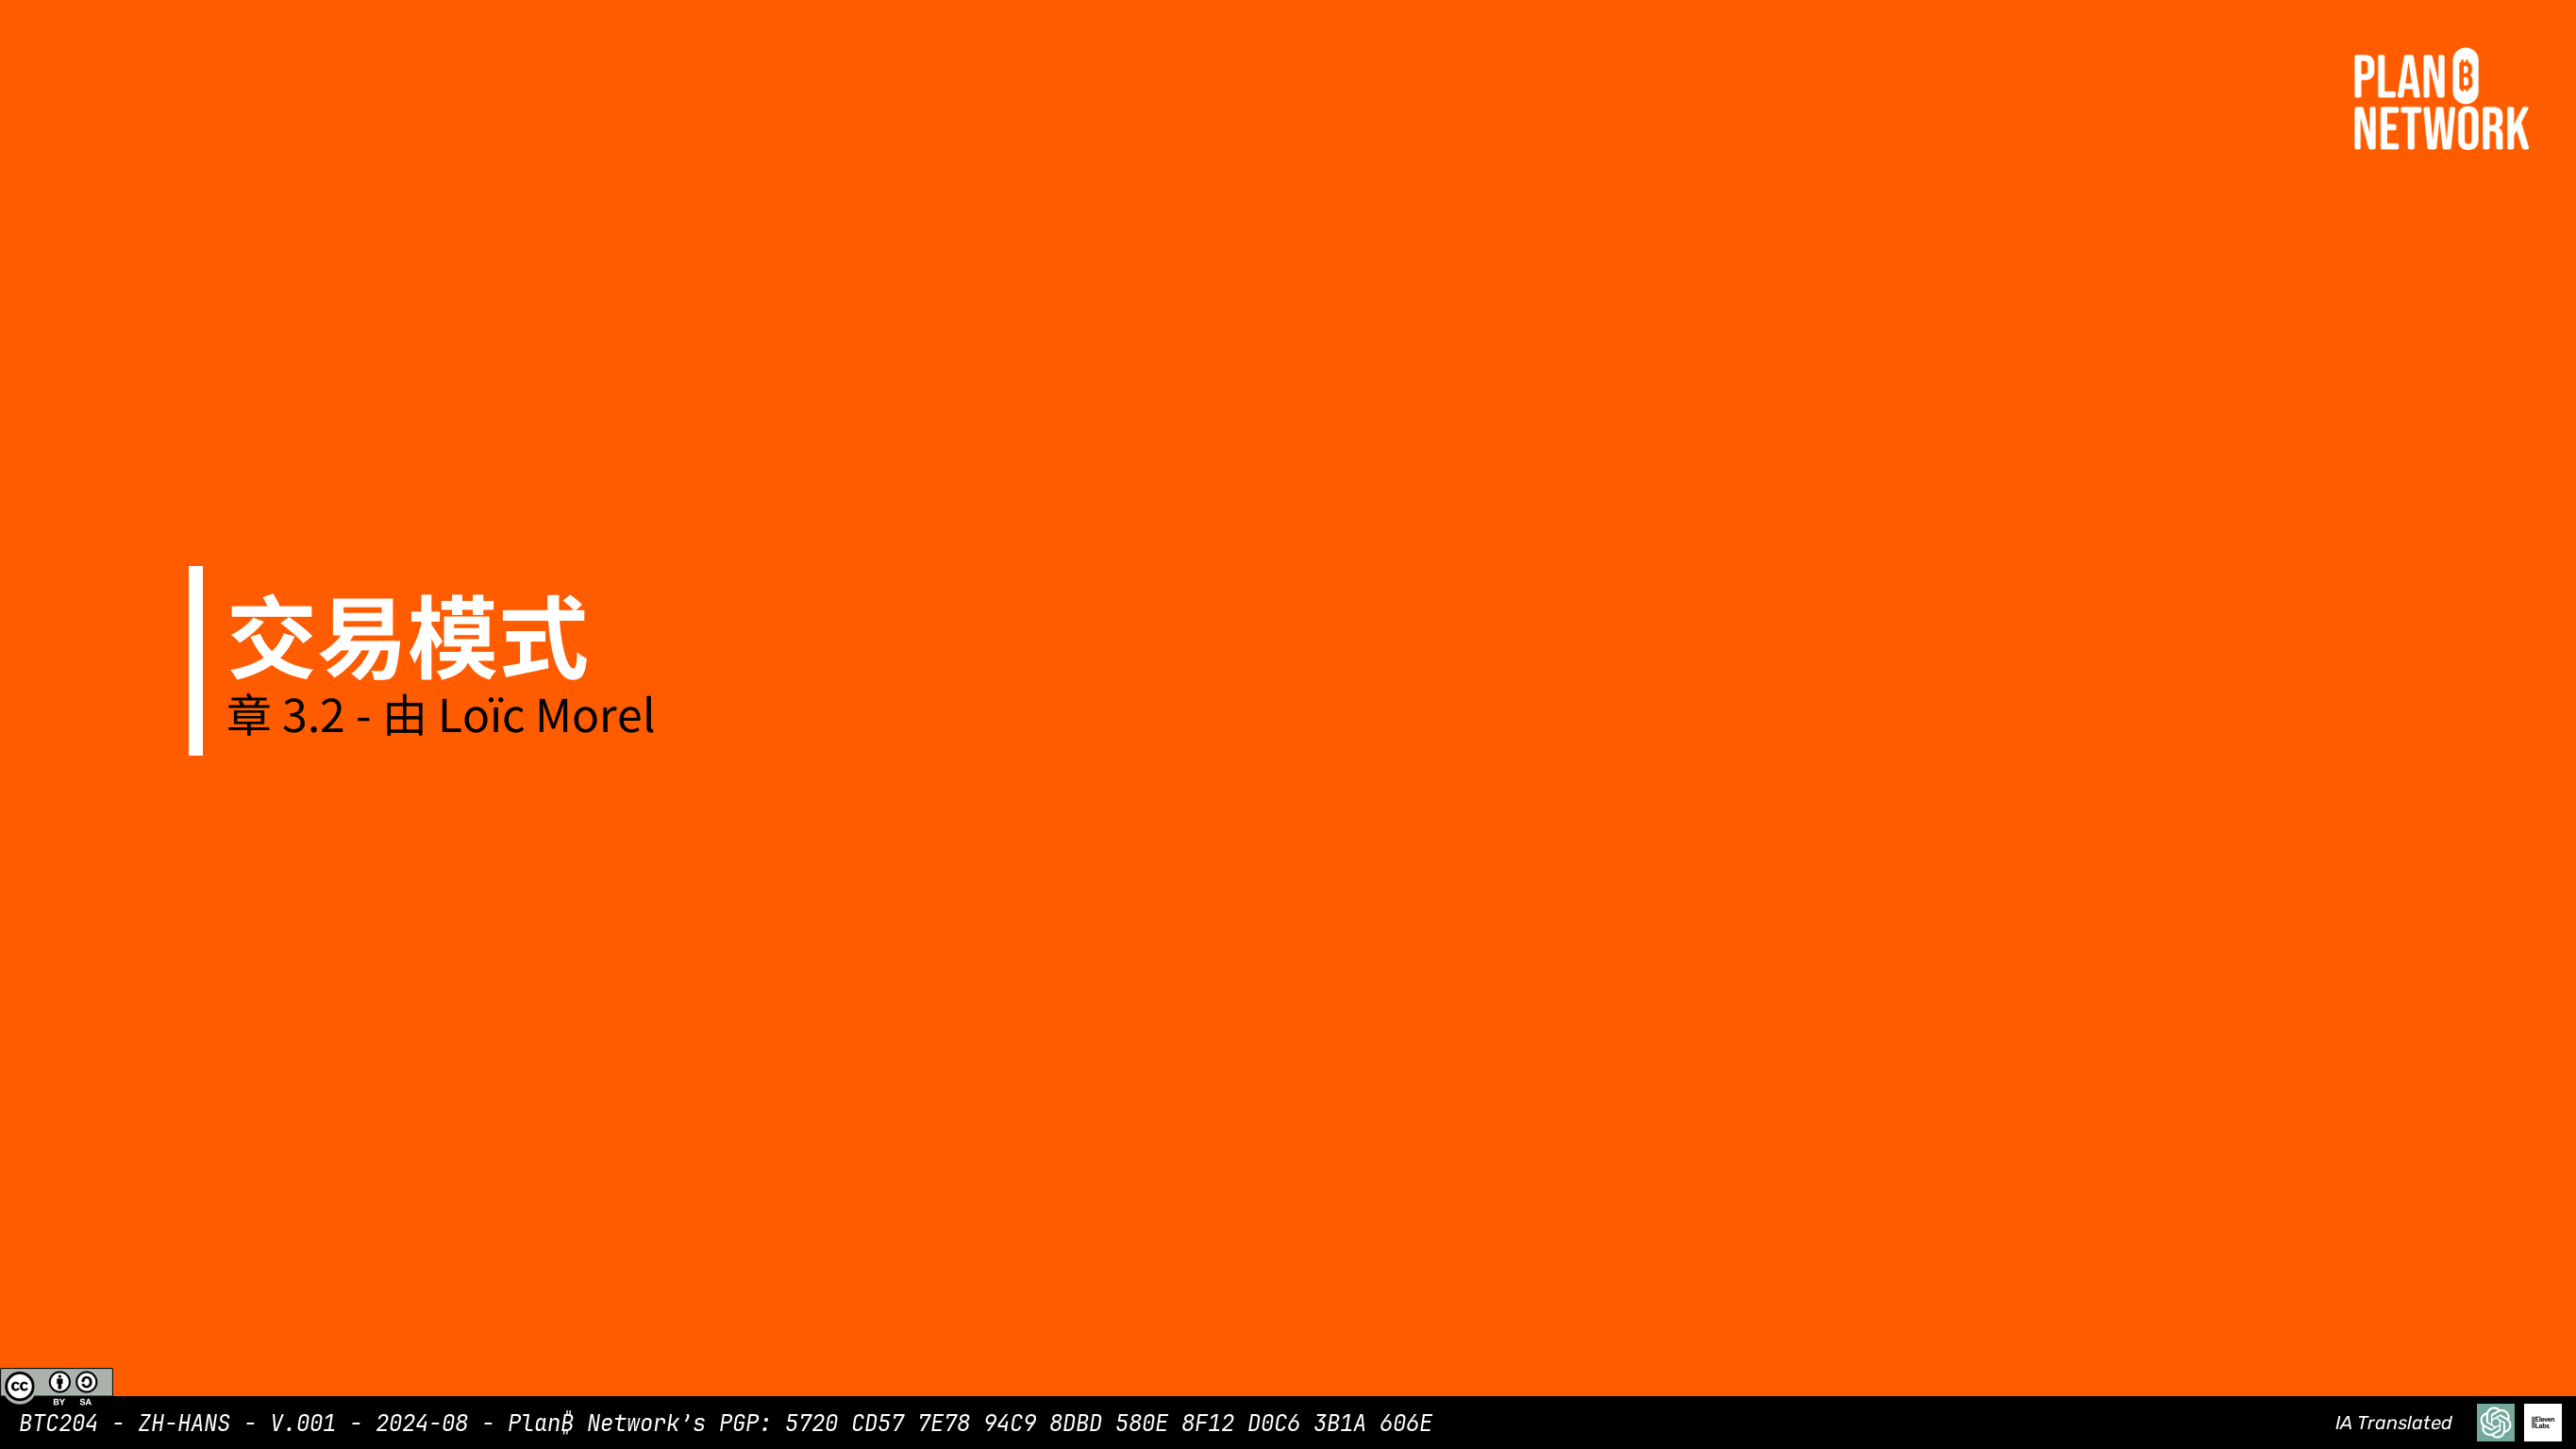 PLAN ₿
NETWORK
交易模式
章 3.2 - 由 Loïc Morel
CC
BY SA
BTC204 - ZH-HANS - V.001 - 2024-08 - Plan₿ Network’s PGP: 5720 CD57 7E78 94C9 8DBD 580E 8F12 D0C6 3B1A 606E
IA Translated
ElevenLabs